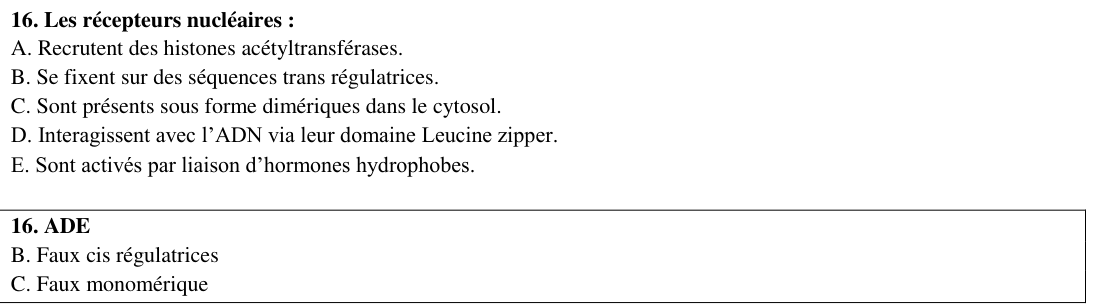 16. Les récepteurs nucléaires :
A. Recrutent des histones acétyltransférases.
B. Se fixent sur des séquences trans régulatrices.
C. Sont présents sous forme dimériques dans le cytosol.
D. Interagissent avec l'ADN via leur domaine Leucine zipper.
E. Sont activés par liaison d'hormones hydrophobes.
16. ADE
B. Faux cis régulatrices
C. Faux monomérique